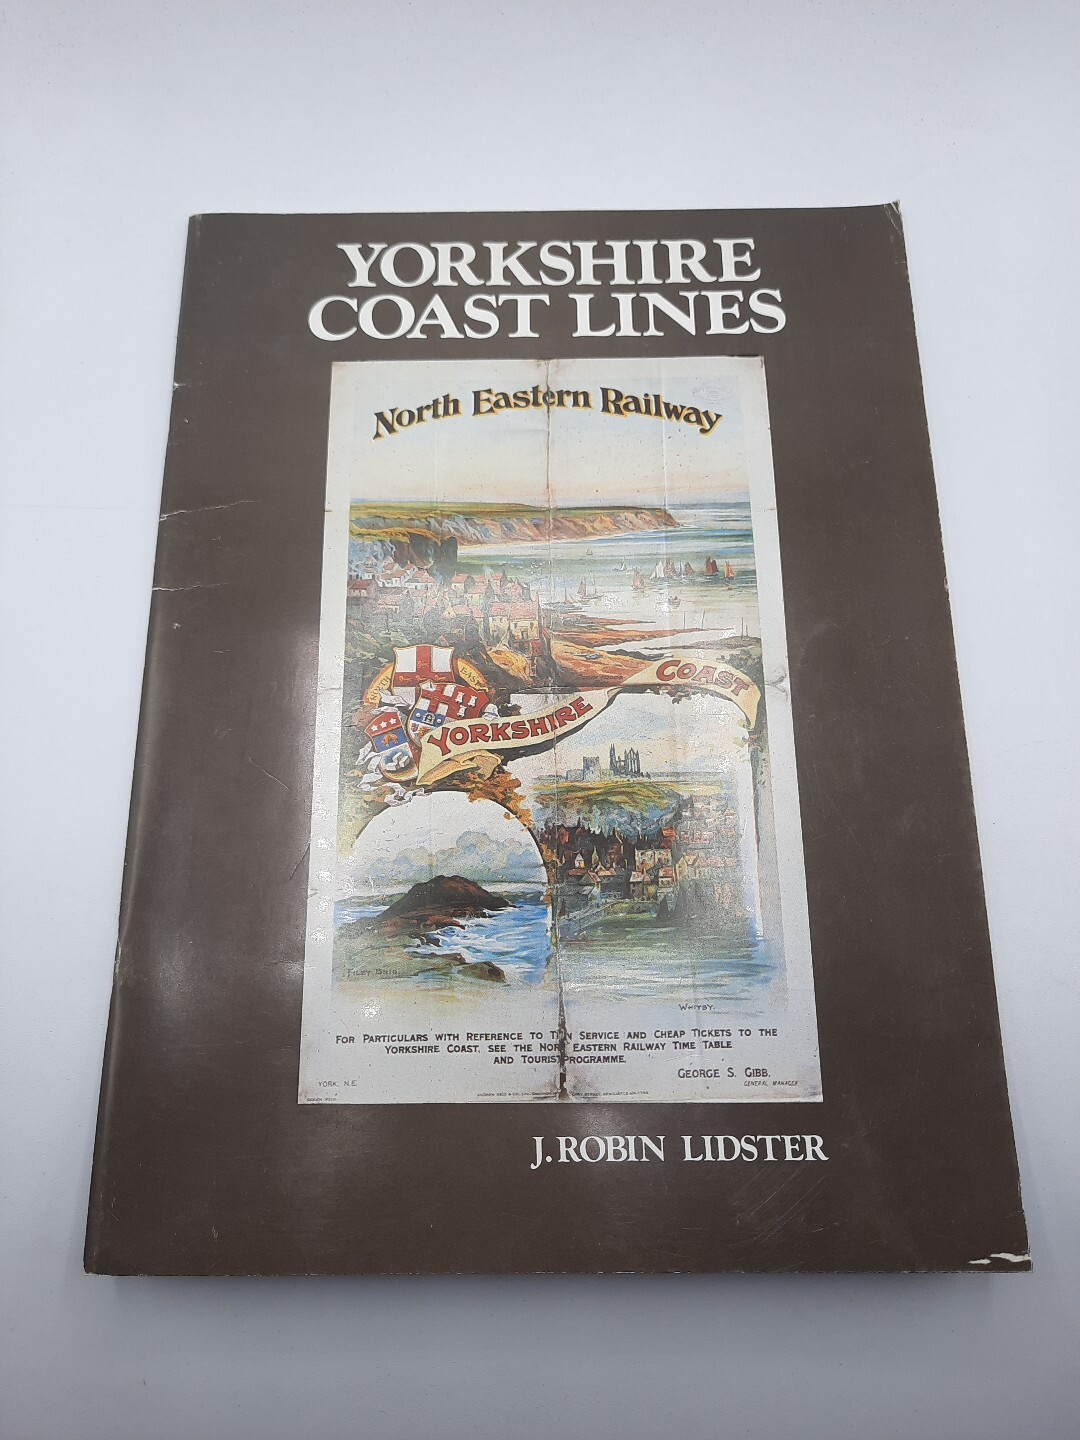 YORKSHIRE
COAST LINES
North Eastern Railway
NORTH EAST
YORKSHIRE COAST
FILEY BRIG.
WHITBY.
FOR PARTICULARS WITH REFERENCE TO T N SERVICE AND CHEAP TICKETS TO THE
YORKSHIRE COAST, SEE THE NOR EASTERN RAILWAY TIME TABLE
AND TOURIST PROGRAMME.
GEORGE S. GIBB,
GENERAL MANAGER
YORK, N.E.
J. ROBIN LIDSTER